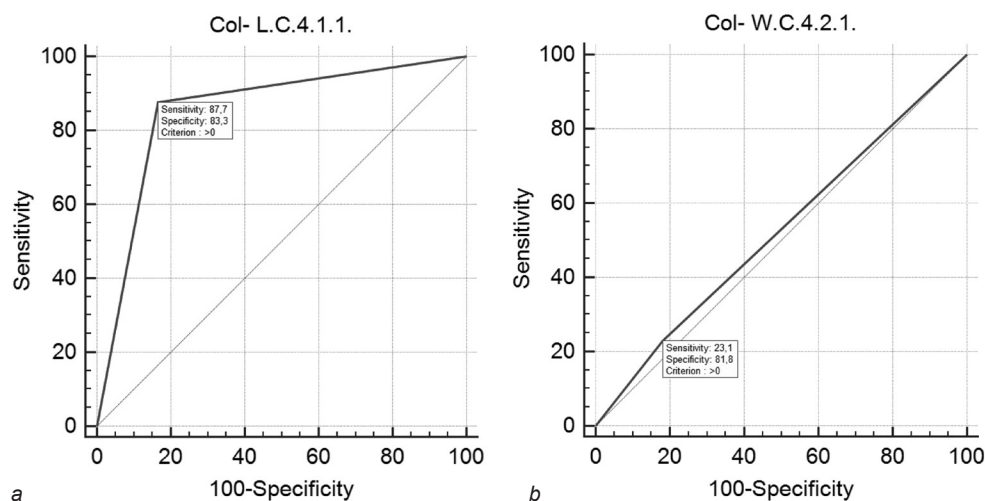 Col- L.C.4.1.1.
100
80
60
40
20
0
Sensitivity
Sensitivity: 87,7
Specificity: 83,3
Criterion : >0
0 20 40 60 80 100
100-Specificity
a
Col- W.C.4.2.1.
100
80
60
40
20
0
Sensitivity
Sensitivity: 23,1
Specificity: 81,8
Criterion : >0
0 20 40 60 80 100
100-Specificity
b